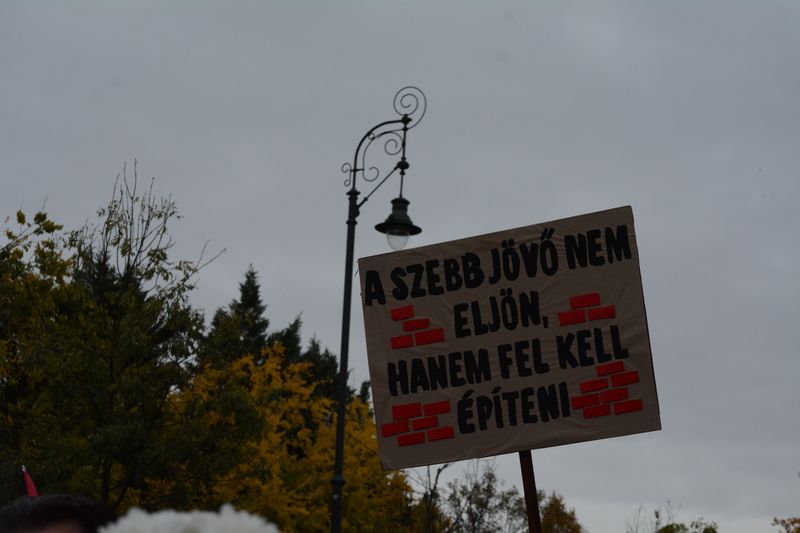 A SZEBB JÖVŐ NEM
ELJÖN,
HANEM FEL KELL
ÉPÍTENI